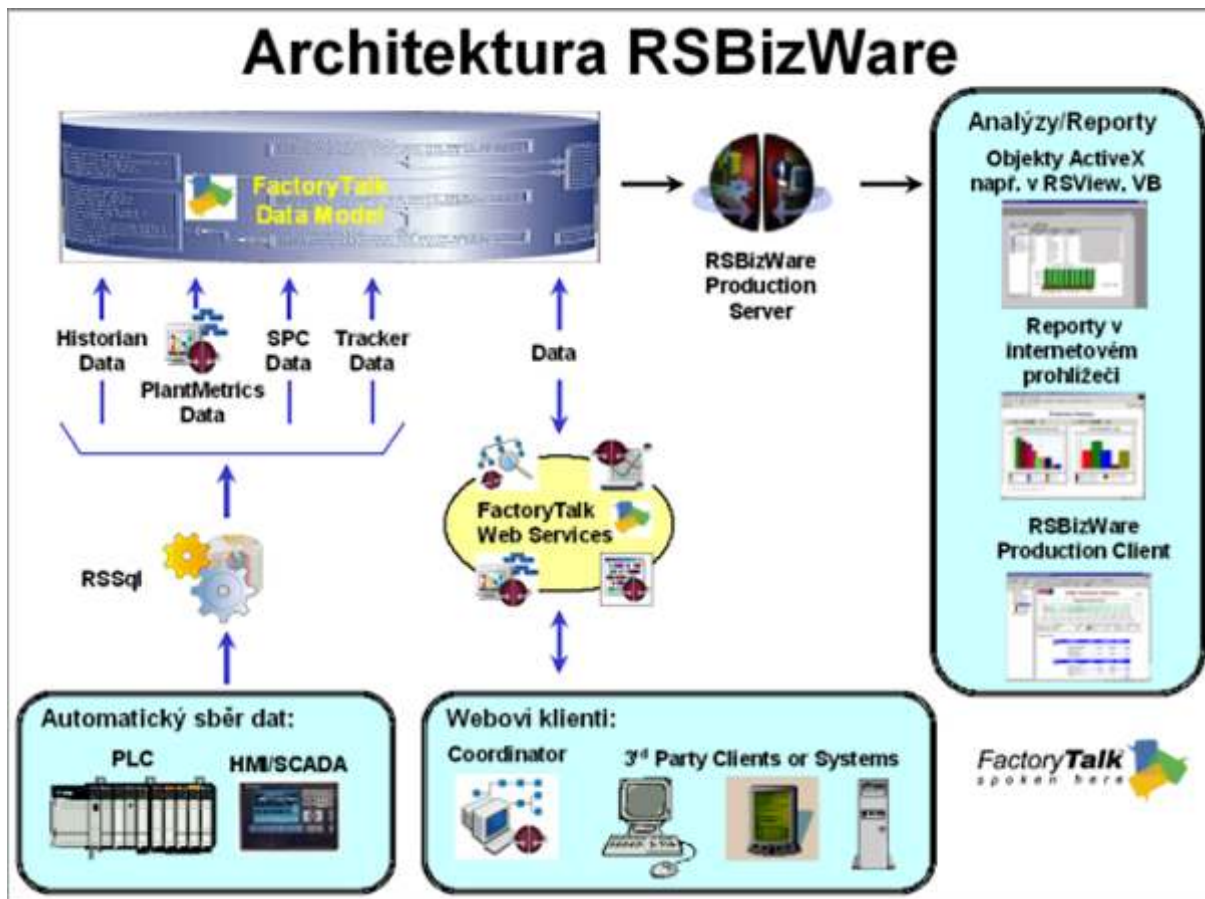 Architektura RSBizWare
FactoryTalk
Data Model
RSBizWare
Production
Server
Analýzy/Reporty
Objekty ActiveX
např. v RSView, VB
Reporty v
internetovém
prohlížeči
RSBizWare
Production Client
Historian
Data
PlantMetrics
Data
SPC
Data
Tracker
Data
Data
FactoryTalk
Web Services
RSSql
Automatický sběr dat:
PLC
HMI/SCADA
Weboví klienti:
Coordinator
3rd Party Clients or Systems
FactoryTalk
spoken here